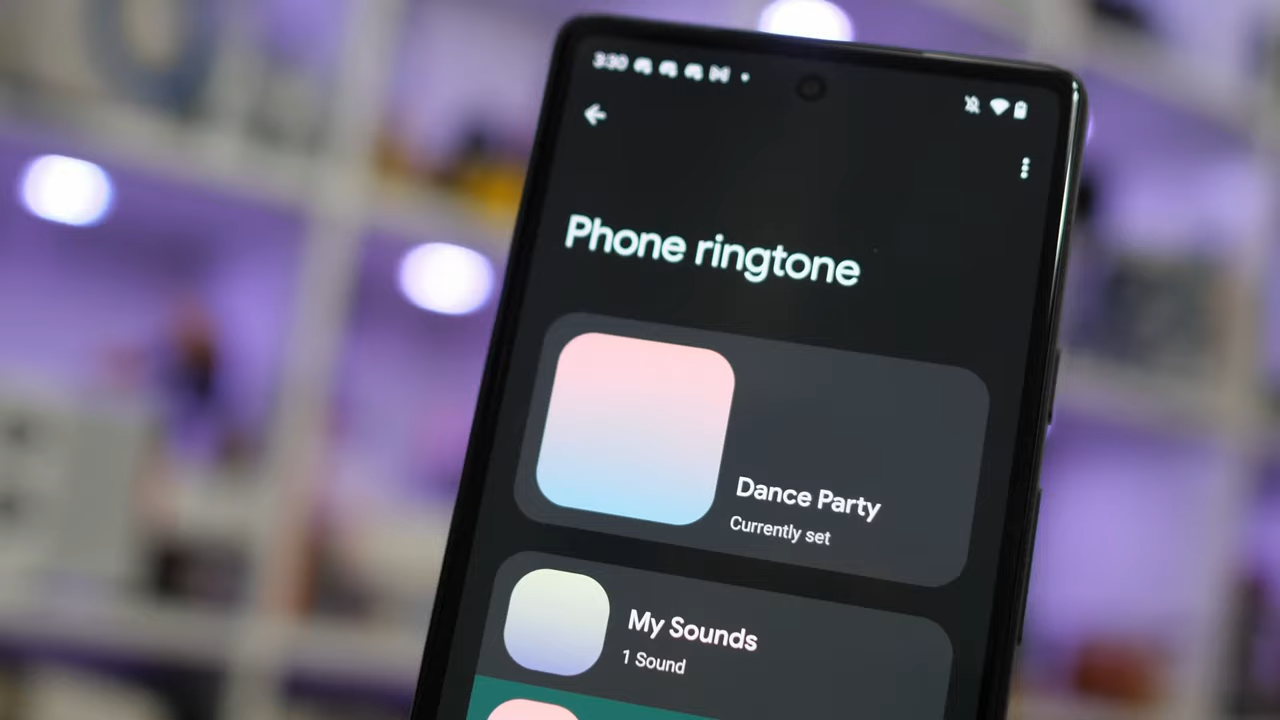 3:30
Phone ringtone
Dance Party
Currently set
My Sounds
1 Sound